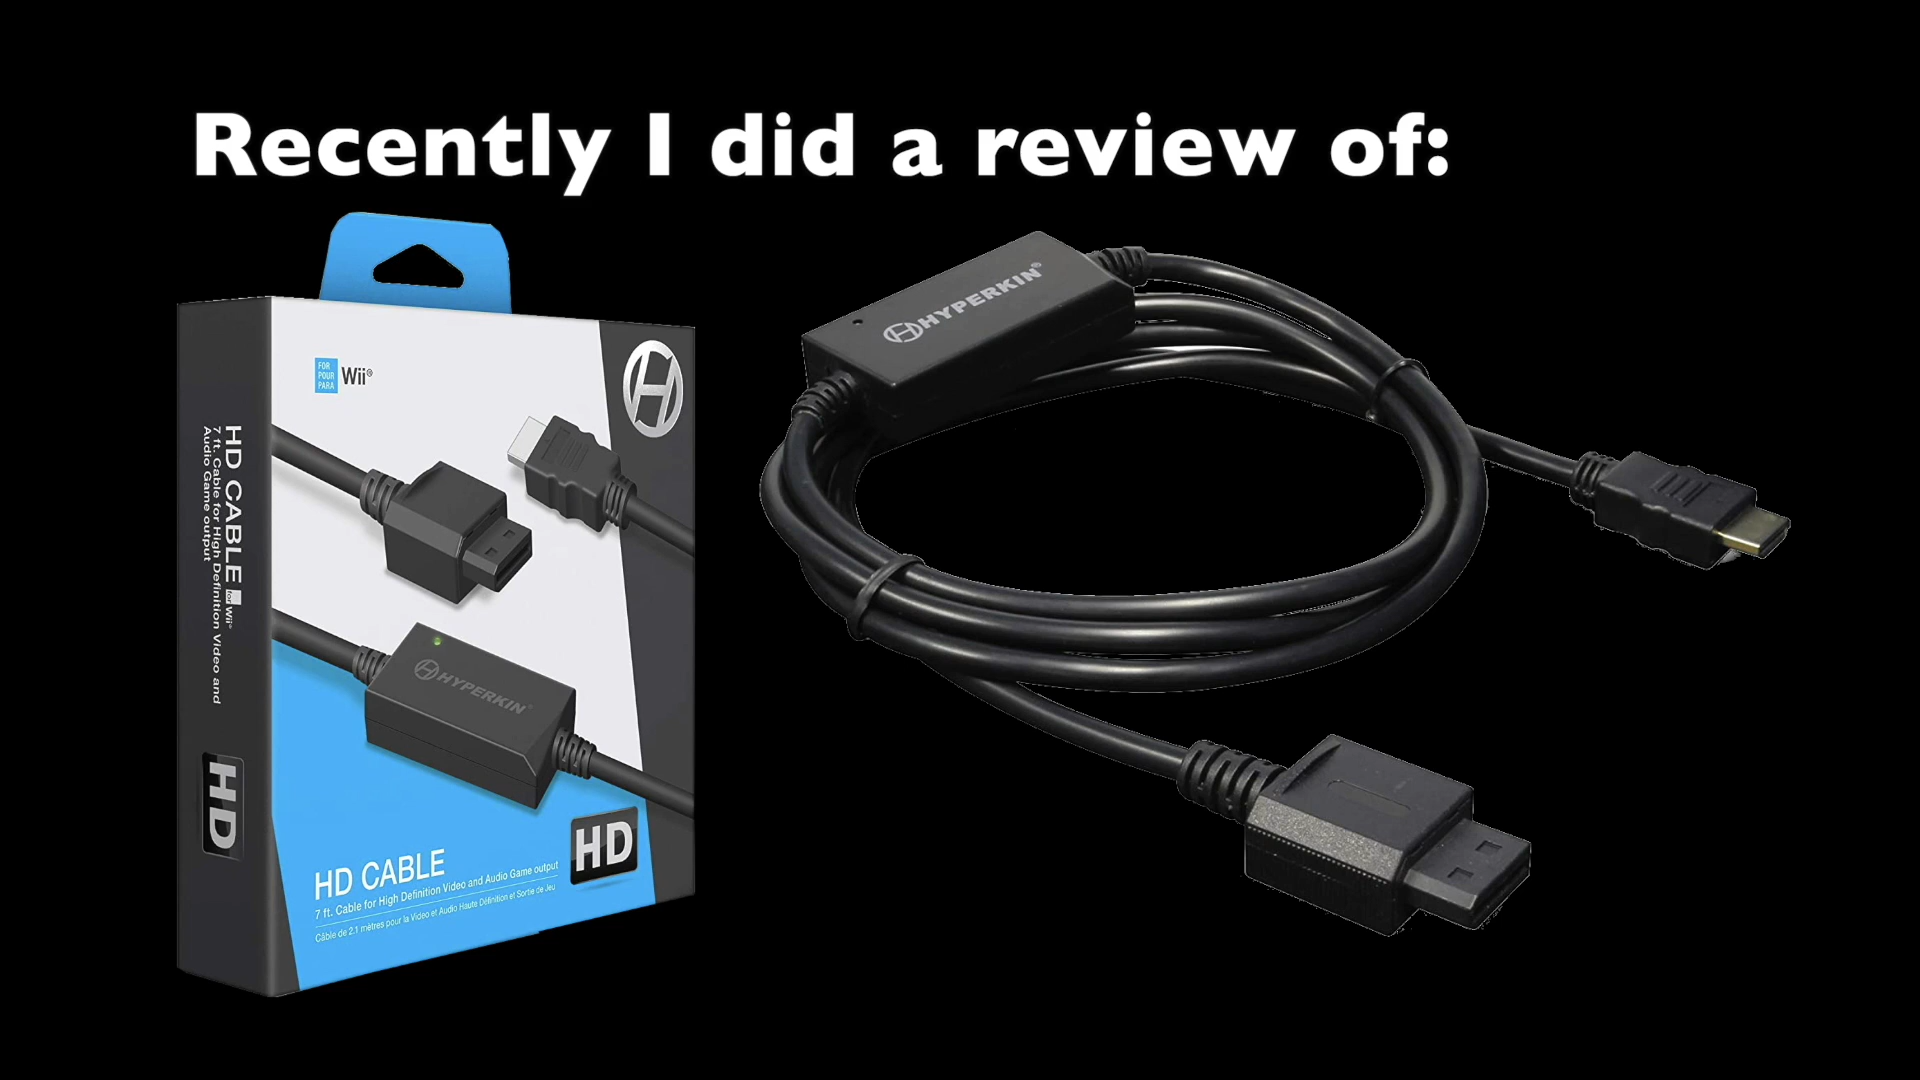 Recently I did a review of:
FOR
POUR
PARA
Wii®
HYPERKIN®
HD CABLE for Wii®
7 ft. Cable for High Definition Video and
Audio Game output
HD
HYPERKIN
HD
HD CABLE
7 ft. Cable for High Definition Video and Audio Game output
Câble de 2.1 mètres pour la Video et Audio Haute Définition et Sortie de Jeu